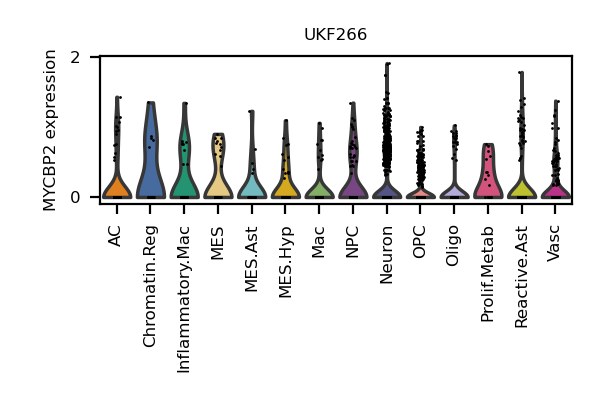 UKF266
MYCBP2 expression
2
0
AC
Chromatin.Reg
Inflammatory.Mac
MES
MES.Ast
MES.Hyp
Mac
NPC
Neuron
OPC
Oligo
Prolif.Metab
Reactive.Ast
Vasc